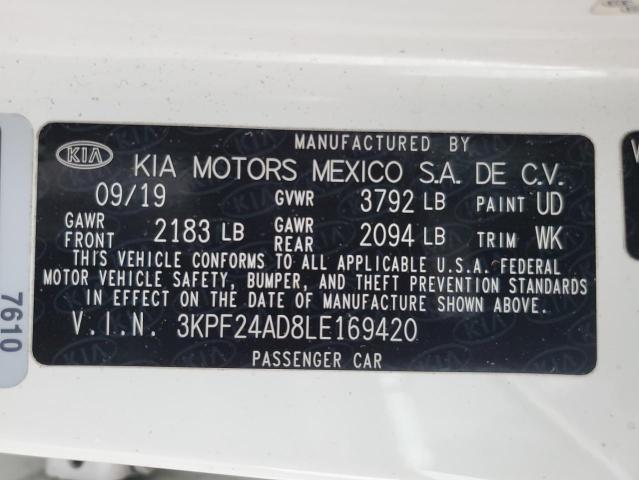 MANUFACTURED BY
KIA KIA MOTORS MEXICO S.A. DE C.V.
09/19 GVWR 3792 LB PAINT UD
GAWR FRONT 2183 LB GAWR REAR 2094 LB TRIM WK
THIS VEHICLE CONFORMS TO ALL APPLICABLE U.S.A. FEDERAL
MOTOR VEHICLE SAFETY, BUMPER, AND THEFT PREVENTION STANDARDS
IN EFFECT ON THE DATE OF MANUFACTURE SHOWN ABOVE.
V.I.N. 3KPF24AD8LE169420
PASSENGER CAR
7610